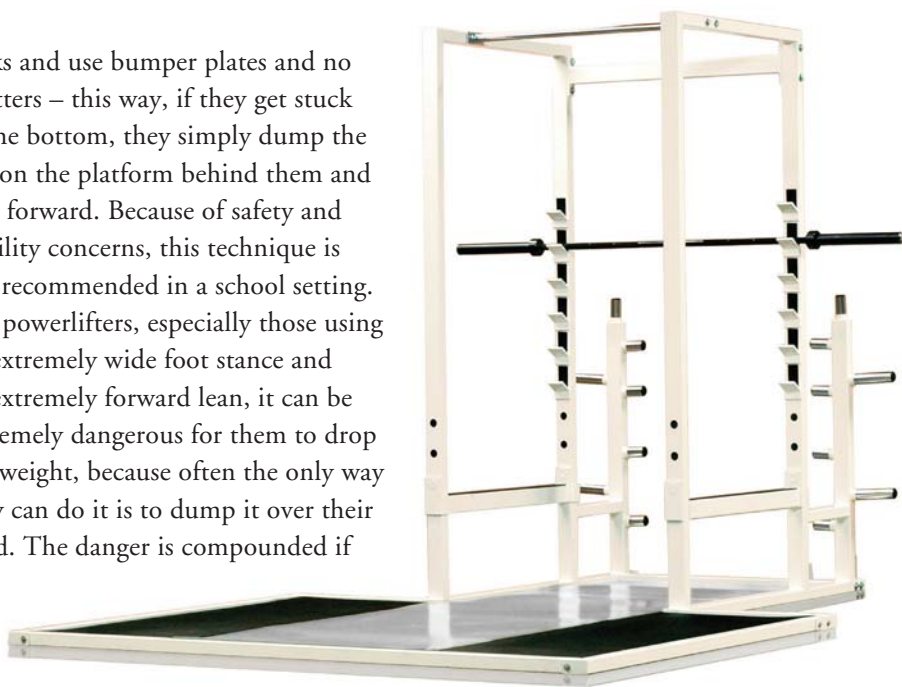 ks and use bumper plates and no
tters – this way, if they get stuck
he bottom, they simply dump the
on the platform behind them and
forward. Because of safety and
ility concerns, this technique is
recommended in a school setting.
powerlifters, especially those using
extremely wide foot stance and
extremely forward lean, it can be
emely dangerous for them to drop
weight, because often the only way
y can do it is to dump it over their
d. The danger is compounded if